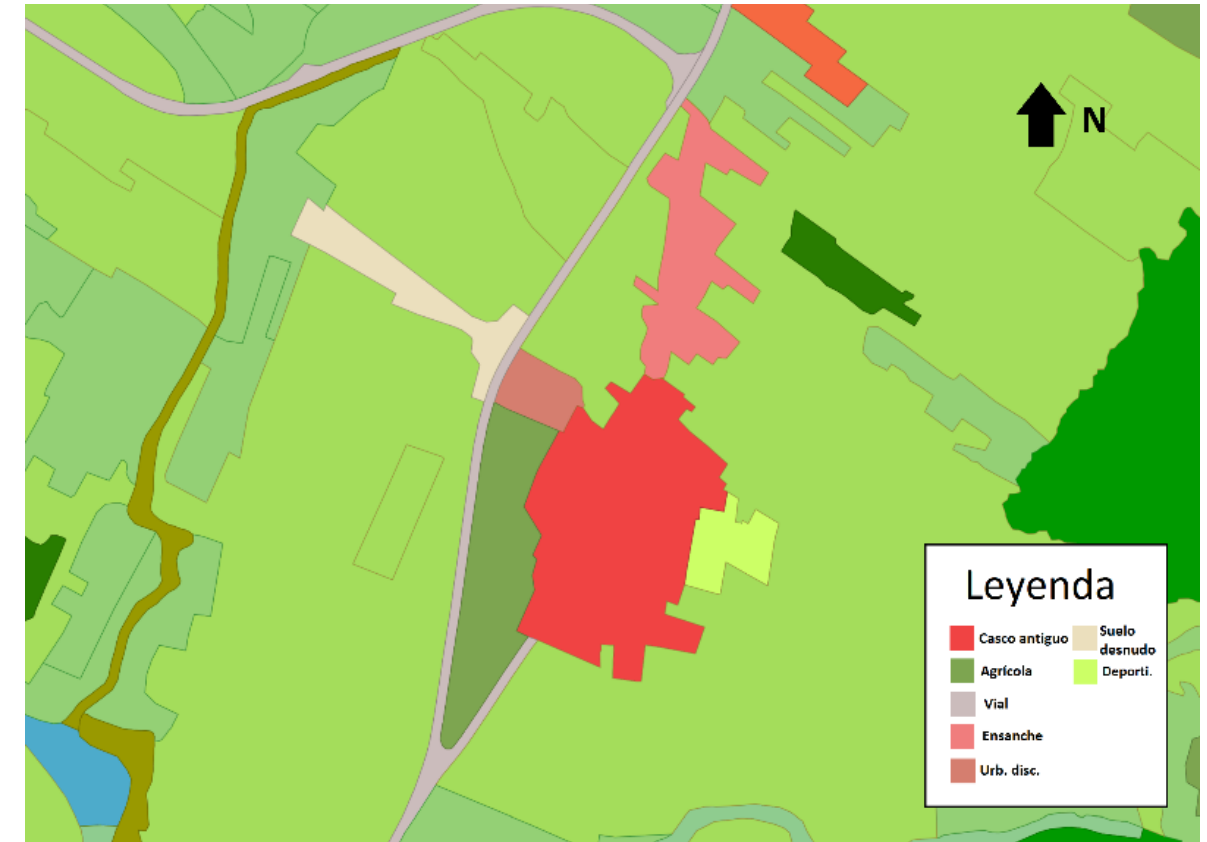 N
Leyenda
Casco antiguo
Suelo
desnudo
Agrícola
Deporti.
Vial
Ensanche
Urb. disc.